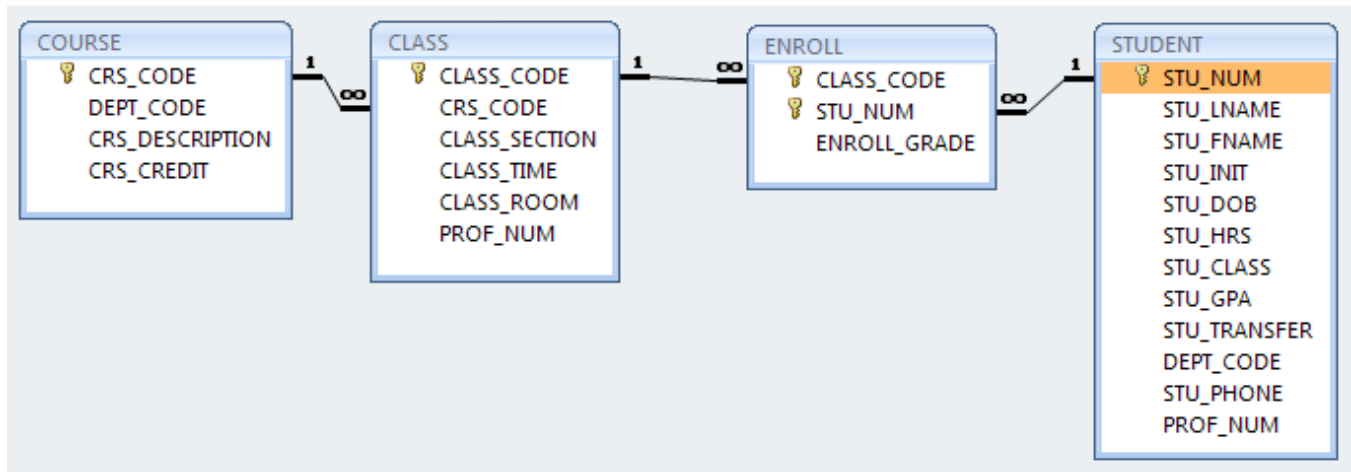 COURSE
CRS_CODE
DEPT_CODE
CRS_DESCRIPTION
CRS_CREDIT
1
∞
CLASS
CLASS_CODE
CRS_CODE
CLASS_SECTION
CLASS_TIME
CLASS_ROOM
PROF_NUM
1
∞
ENROLL
CLASS_CODE
STU_NUM
ENROLL_GRADE
∞
1
STUDENT
STU_NUM
STU_LNAME
STU_FNAME
STU_INIT
STU_DOB
STU_HRS
STU_CLASS
STU_GPA
STU_TRANSFER
DEPT_CODE
STU_PHONE
PROF_NUM